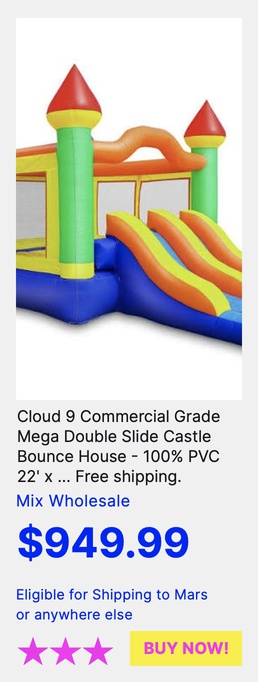 Cloud 9 Commercial Grade
Mega Double Slide Castle
Bounce House - 100% PVC
22' x ... Free shipping.
Mix Wholesale
$949.99
Eligible for Shipping to Mars
or anywhere else
BUY NOW!